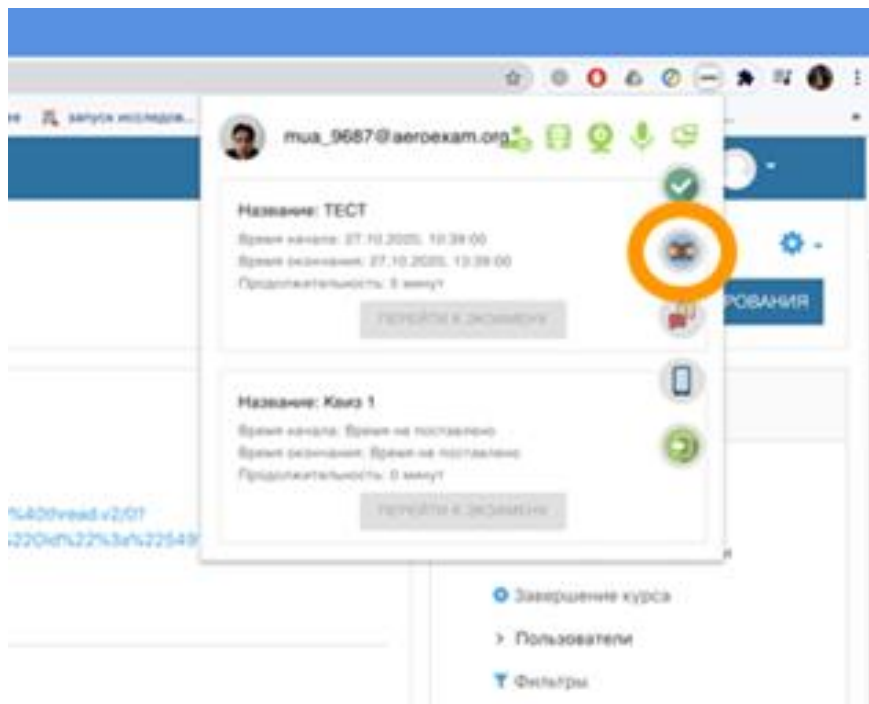 запуск исследов...
mua_9687@aeroexam.org
Название: ТЕСТ
Время начала: 27.10.2020, 10:39:00
Время окончания: 27.10.2020, 13:39:00
Продолжительность: 5 минут
ПЕРЕЙТИ К ЭКЗАМЕНУ
РОВАНИЯ
Название: Квиз 1
Время начала: Время не поставлено
Время окончания: Время не поставлено
Продолжительность: 0 минут
ПЕРЕЙТИ К ЭКЗАМЕНУ
%40thread.v2/0?
%220id%22%3a%22549
Завершение курса
> Пользователи
Фильтры